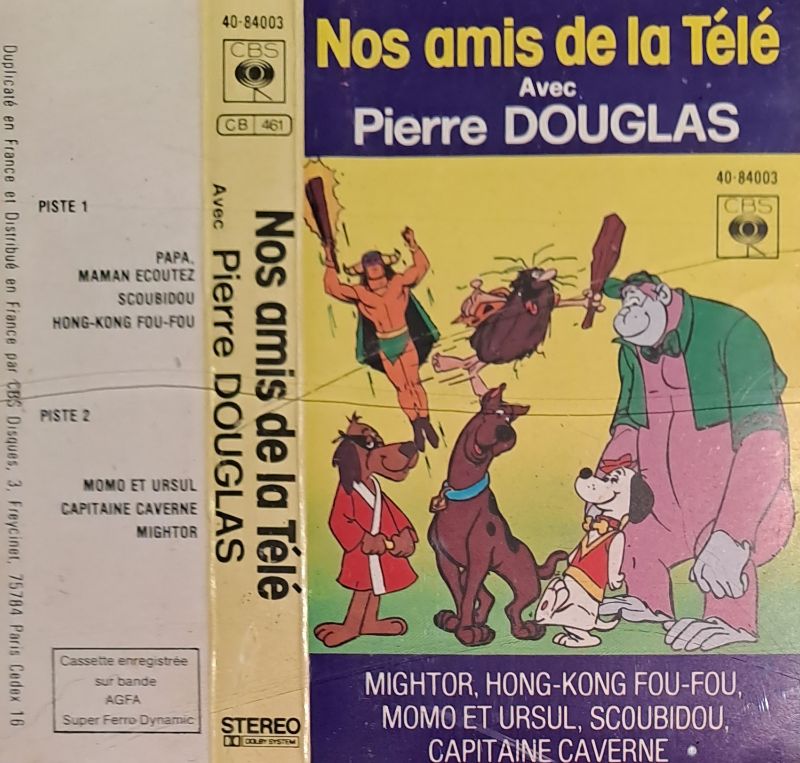 Duplicaté en France et Distribué en France par CBS Disques, 3, Freycinet, 75784 Paris Cedex 16
PISTE 1
PAPA,
MAMAN ECOUTEZ
SCOUBIDOU
HONG-KONG FOU-FOU
PISTE 2
MOMO ET URSUL
CAPITAINE CAVERNE
MIGHTOR
Cassette enregistrée
sur bande
AGFA
Super Ferro Dynamic
40-84003
CBS
CB 461
Nos amis de la Télé
Avec Pierre DOUGLAS
STEREO
DOLBY SYSTEM
Nos amis de la Télé
Avec
Pierre DOUGLAS
40-84003
CBS
MIGHTOR, HONG-KONG FOU-FOU,
MOMO ET URSUL, SCOUBIDOU,
CAPITAINE CAVERNE